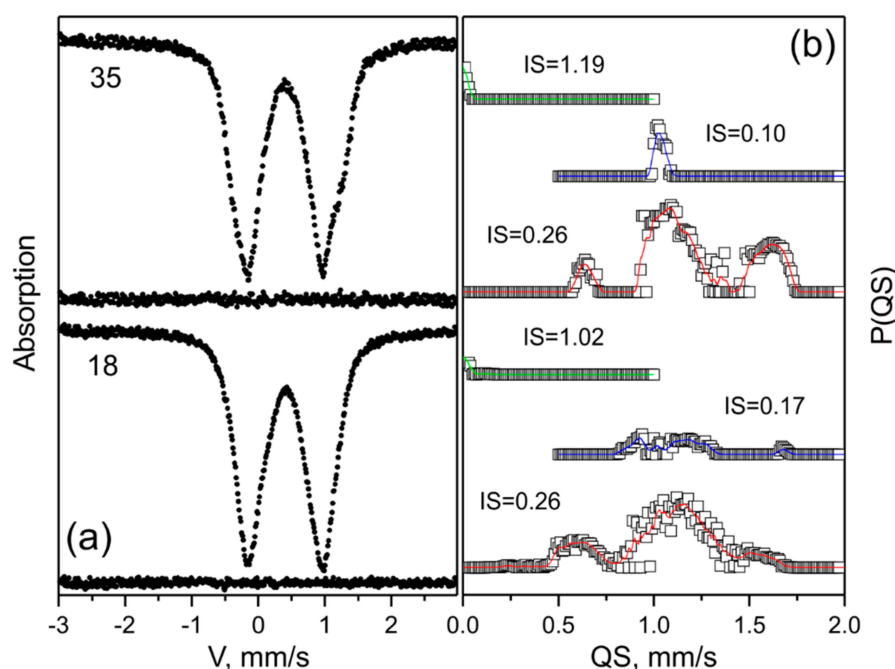 35
18
(a)
Absorption
-3 -2 -1 0 1 2 3
V, mm/s
(b)
IS=1.19
IS=0.10
IS=0.26
IS=1.02
IS=0.17
IS=0.26
P(QS)
0.0 0.5 1.0 1.5 2.0
QS, mm/s